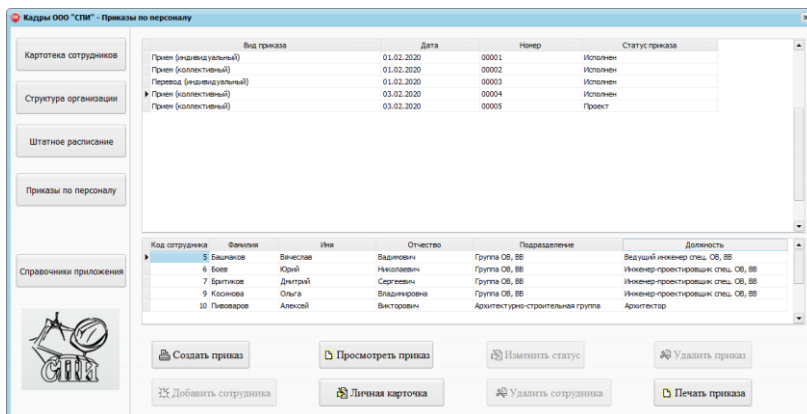 Кадры ООО "СПИ" - Приказы по персоналу
Картотека сотрудников
Структура организации
Штатное расписание
Приказы по персоналу
Справочники приложения
СПИ
Вид приказа Дата Номер Статус приказа
Прием (индивидуальный) 01.02.2020 00001 Исполнен
Прием (коллективный) 01.02.2020 00002 Исполнен
Перевод (индивидуальный) 01.02.2020 00003 Исполнен
Прием (коллективный) 03.02.2020 00004 Исполнен
Прием (коллективный) 03.02.2020 00005 Проект
Код сотрудника Фамилия Имя Отчество Подразделение Должность
5 Башмаков Вячеслав Вадимович Группа ОВ, ВВ Ведущий инженер спец. ОВ, ВВ
6 Боев Юрий Николаевич Группа ОВ, ВВ Инженер-проектировщик спец. ОВ, ВВ
7 Бритиков Дмитрий Сергеевич Группа ОВ, ВВ Инженер-проектировщик спец. ОВ, ВВ
9 Косинова Ольга Владимировна Группа ОВ, ВВ Инженер-проектировщик спец. ОВ, ВВ
10 Пивоваров Алексей Викторович Архитектурно-строительная группа Архитектор
Создать приказ Просмотреть приказ Изменить статус Удалить приказ
Добавить сотрудника Личная карточка Удалить сотрудника Печать приказа